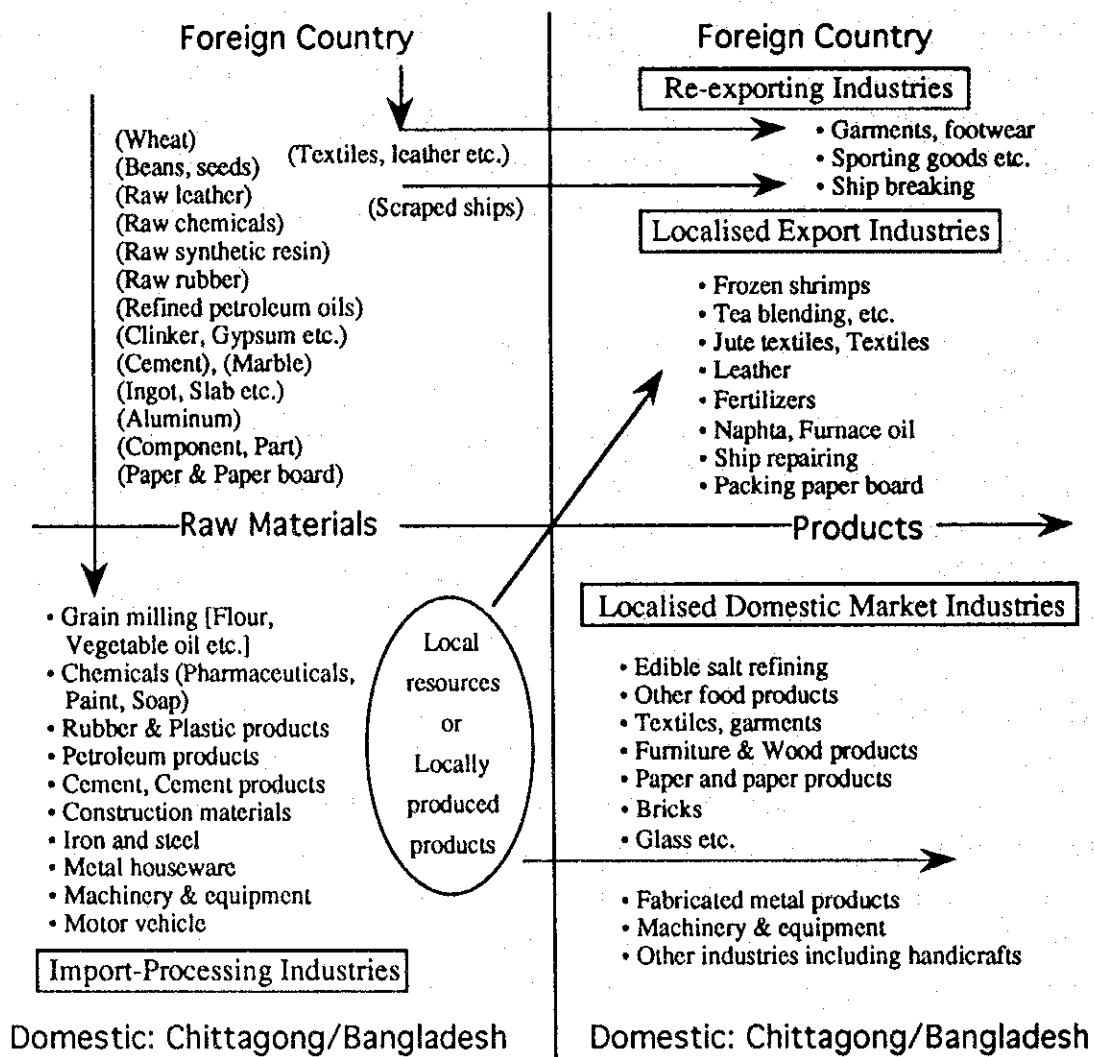 Foreign Country
(Wheat)
(Beans, seeds)
(Raw leather)
(Raw chemicals)
(Raw synthetic resin)
(Raw rubber)
(Refined petroleum oils)
(Clinker, Gypsum etc.)
(Cement), (Marble)
(Ingot, Slab etc.)
(Aluminum)
(Component, Part)
(Paper & Paper board)
(Textiles, leather etc.)
(Scraped ships)
Foreign Country
Re-exporting Industries
• Garments, footwear
• Sporting goods etc.
• Ship breaking
Localised Export Industries
• Frozen shrimps
• Tea blending, etc.
• Jute textiles, Textiles
• Leather
• Fertilizers
• Naphta, Furnace oil
• Ship repairing
• Packing paper board
Raw Materials
Products
• Grain milling [Flour,
Vegetable oil etc.]
• Chemicals (Pharmaceuticals,
Paint, Soap)
• Rubber & Plastic products
• Petroleum products
• Cement, Cement products
• Construction materials
• Iron and steel
• Metal houseware
• Machinery & equipment
• Motor vehicle
Import-Processing Industries
Domestic: Chittagong/Bangladesh
Local
resources
or
Locally
produced
products
Localised Domestic Market Industries
• Edible salt refining
• Other food products
• Textiles, garments
• Furniture & Wood products
• Paper and paper products
• Bricks
• Glass etc.
• Fabricated metal products
• Machinery & equipment
• Other industries including handicrafts
Domestic: Chittagong/Bangladesh